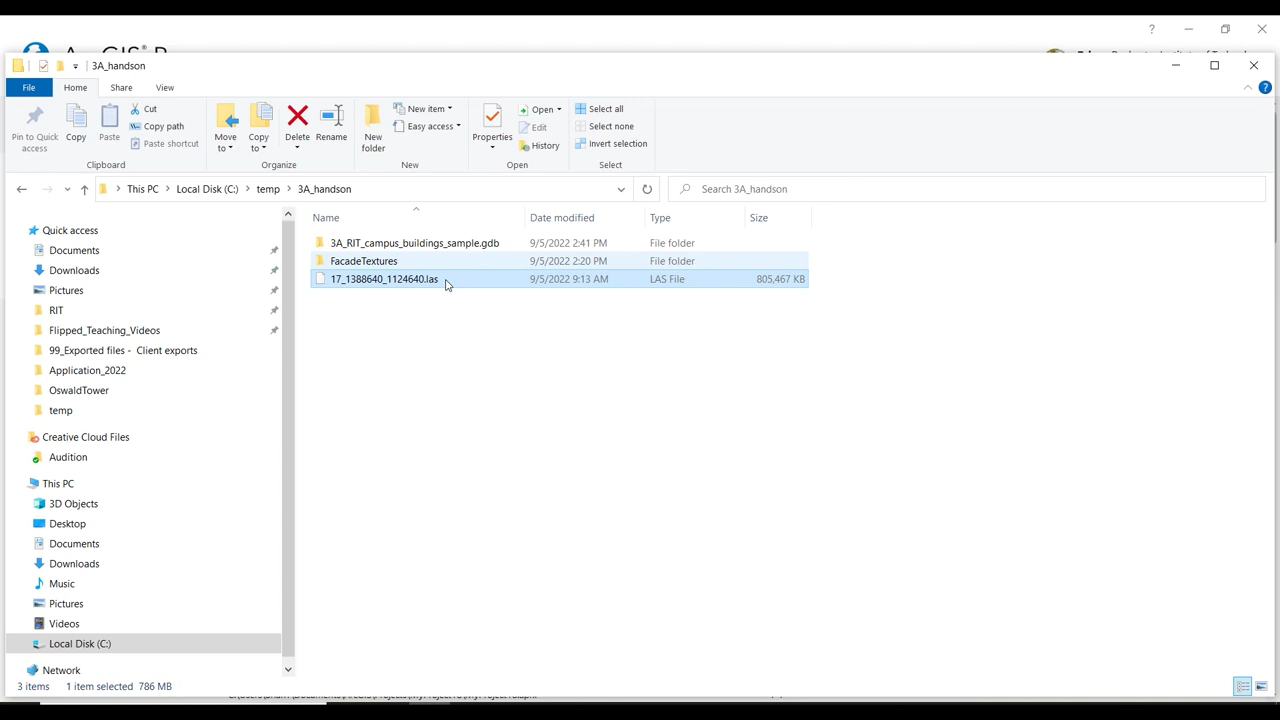 3A_handson
File Home Share View
Pin to Quick access
Copy
Paste
Cut
Copy path
Paste shortcut
Clipboard
Move to
Copy to
Delete
Rename
Organize
New folder
New item
Easy access
New
Properties
Open
Edit
History
Open
Select all
Select none
Invert selection
Select
This PC > Local Disk (C:) > temp > 3A_handson
Search 3A_handson
Name Date modified Type Size
3A_RIT_campus_buildings_sample.gdb 9/5/2022 2:41 PM File folder
FacadeTextures 9/5/2022 2:20 PM File folder
17_1388640_1124640.las 9/5/2022 9:13 AM LAS File 805,467 KB
Quick access
Documents
Downloads
Pictures
RIT
Flipped_Teaching_Videos
99_Exported files - Client exports
Application_2022
OswaldTower
temp
Creative Cloud Files
Audition
This PC
3D Objects
Desktop
Documents
Downloads
Music
Pictures
Videos
Local Disk (C:)
Network
3 items 1 item selected 786 MB